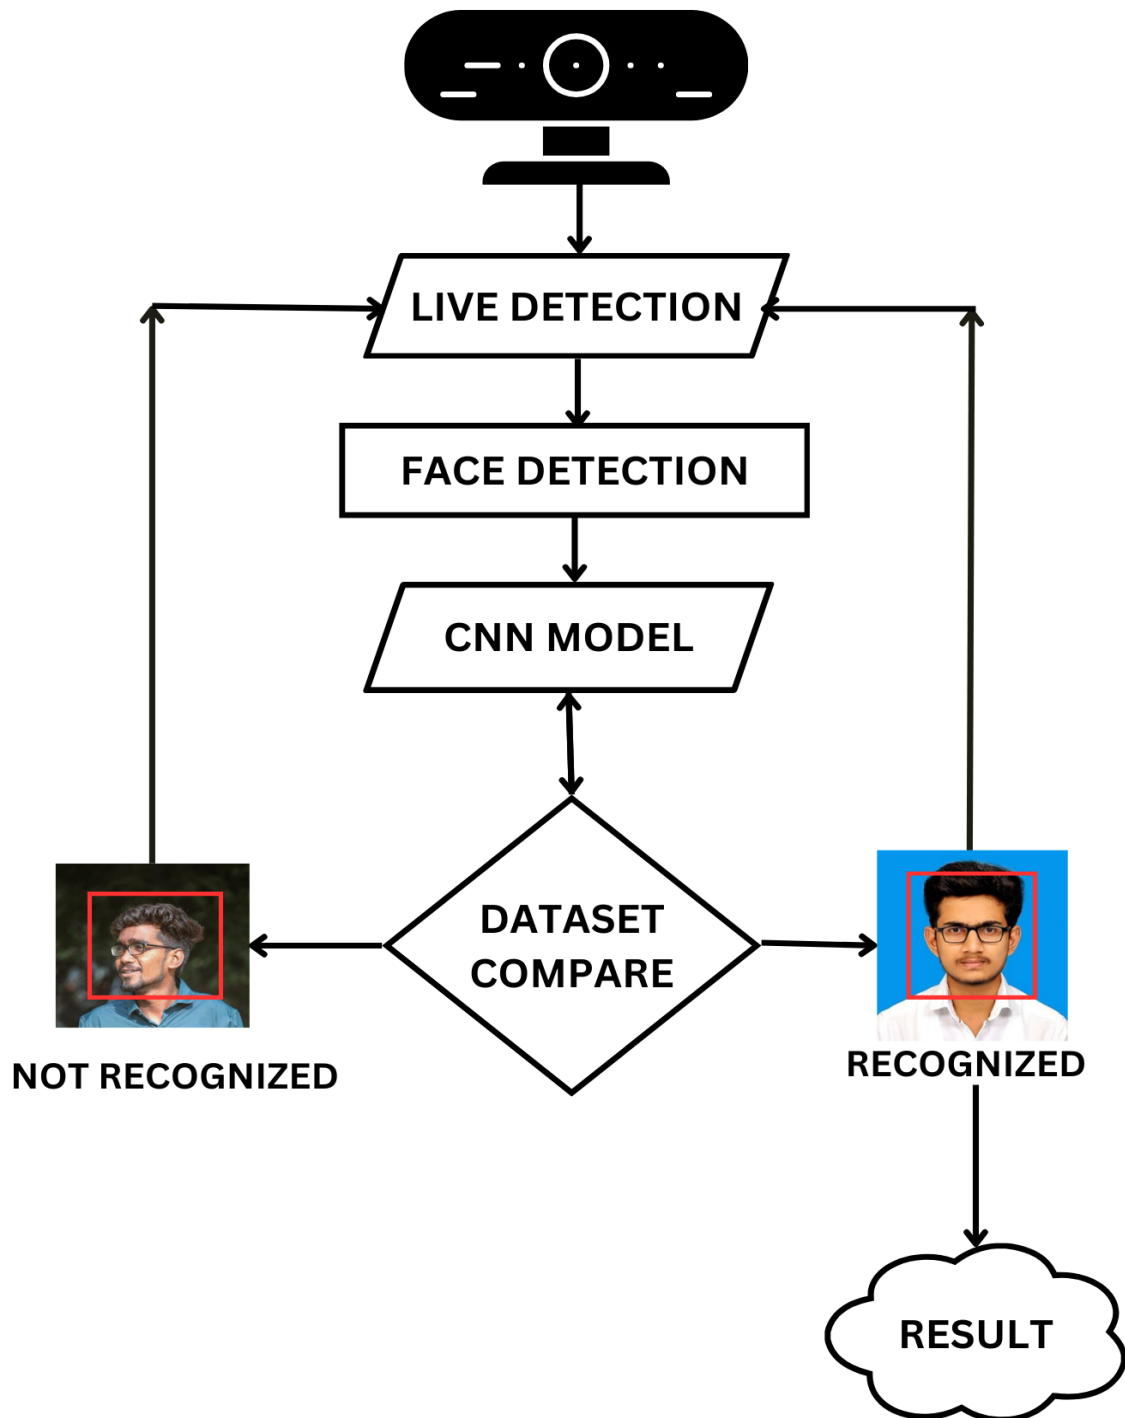 LIVE DETECTION
FACE DETECTION
CNN MODEL
DATASET
COMPARE
NOT RECOGNIZED
RECOGNIZED
RESULT